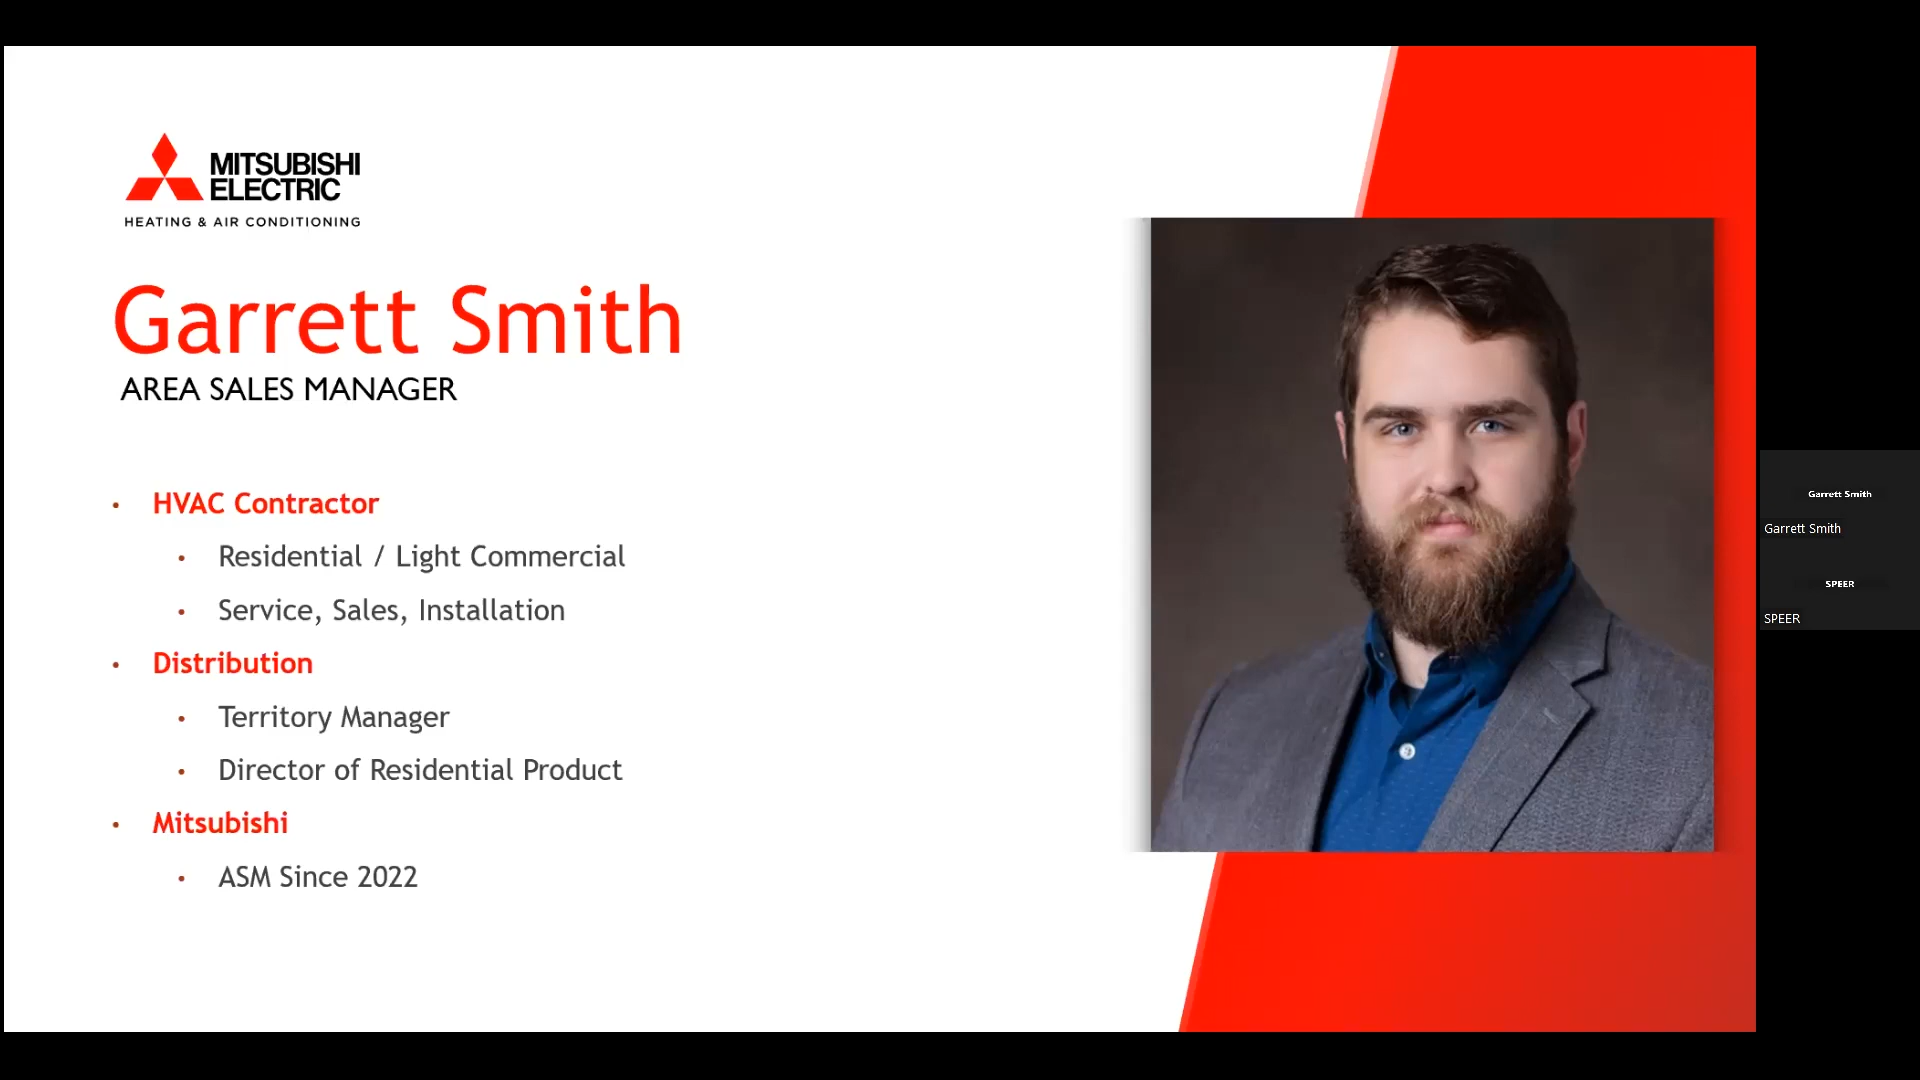 MITSUBISHI
ELECTRIC
HEATING & AIR CONDITIONING
Garrett Smith
AREA SALES MANAGER
• HVAC Contractor
• Residential / Light Commercial
• Service, Sales, Installation
• Distribution
• Territory Manager
• Director of Residential Product
• Mitsubishi
• ASM Since 2022
Garrett Smith
Garrett Smith
SPEER
SPEER